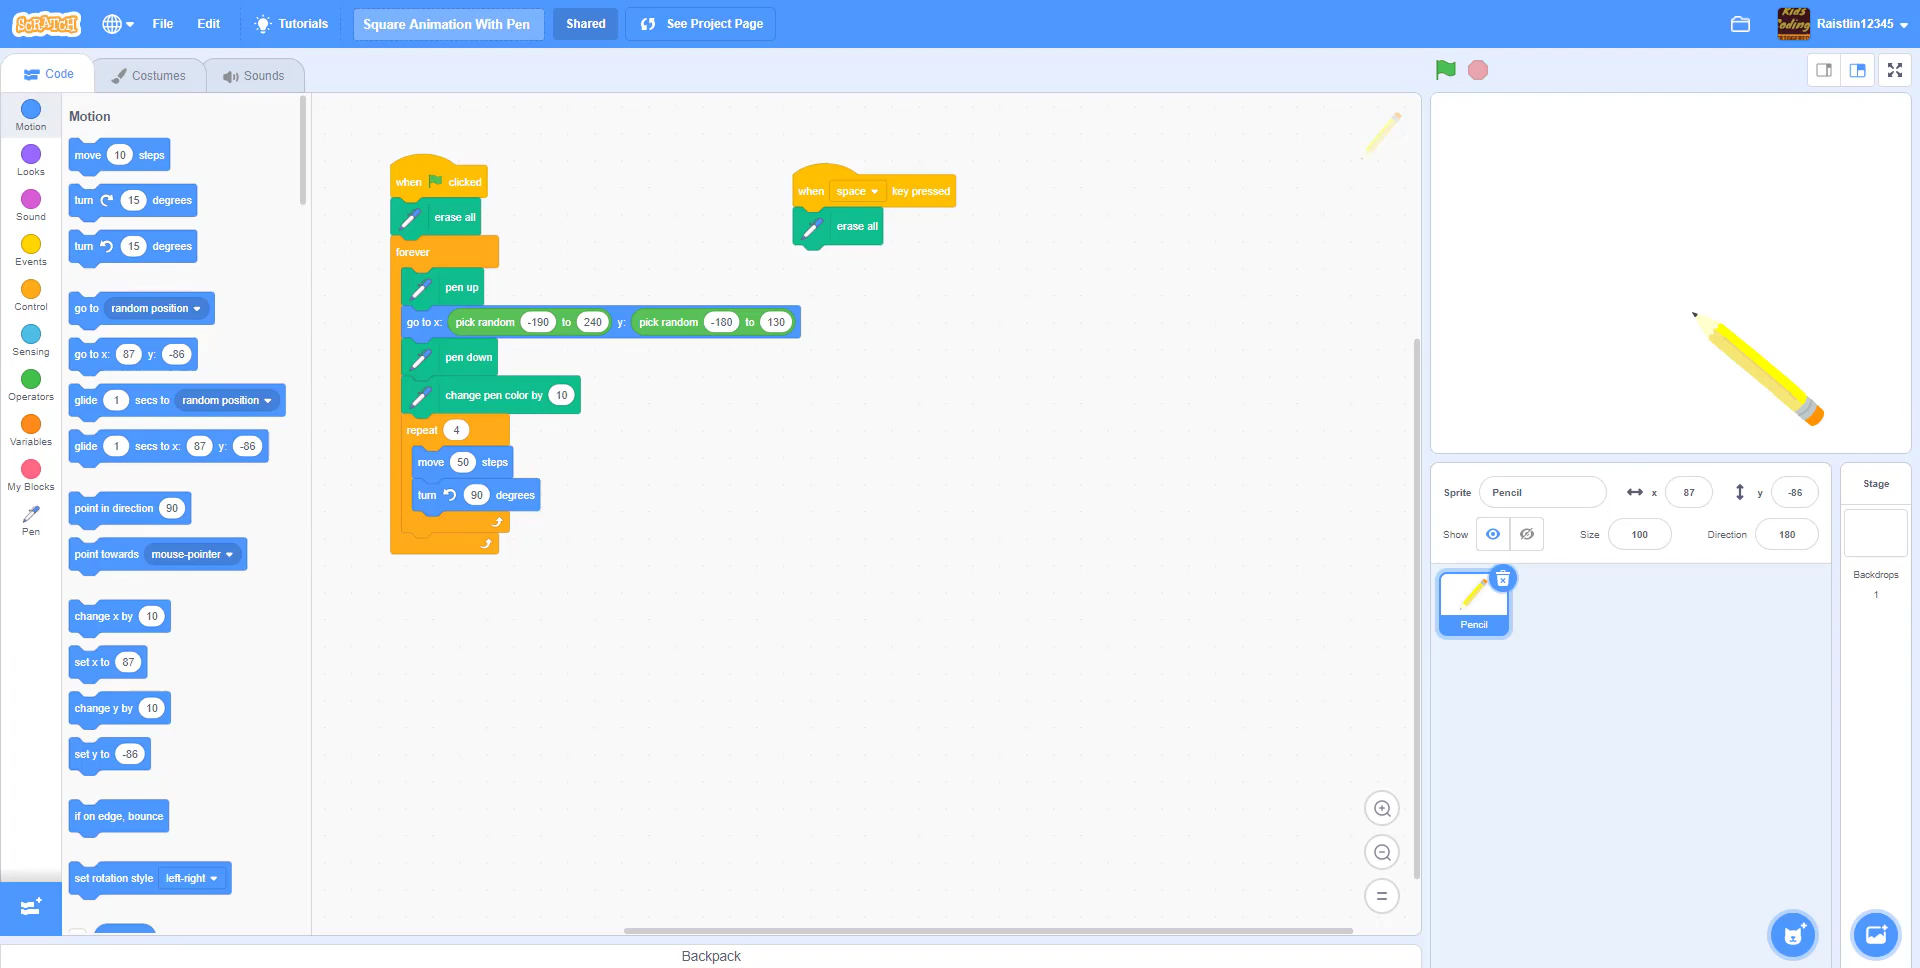 SCRATCH
File
Edit
Tutorials
Square Animation With Pen
Shared
See Project Page
Raistlin12345
Code
Costumes
Sounds
Motion
Looks
Sound
Events
Control
Sensing
Operators
Variables
My Blocks
Pen
Motion
move 10 steps
turn 15 degrees
turn 15 degrees
go to random position
go to x: 87 y: -86
glide 1 secs to random position
glide 1 secs to x: 87 y: -86
point in direction 90
point towards mouse-pointer
change x by 10
set x to 87
change y by 10
set y to -86
if on edge, bounce
set rotation style left-right
when clicked
erase all
forever
pen up
go to x: pick random -190 to 240 y: pick random -180 to 130
pen down
change pen color by 10
repeat 4
move 50 steps
turn 90 degrees
when space key pressed
erase all
Backpack
Sprite Pencil x 87 y -86
Show Size 100 Direction 180
Pencil
Stage
Backdrops
1